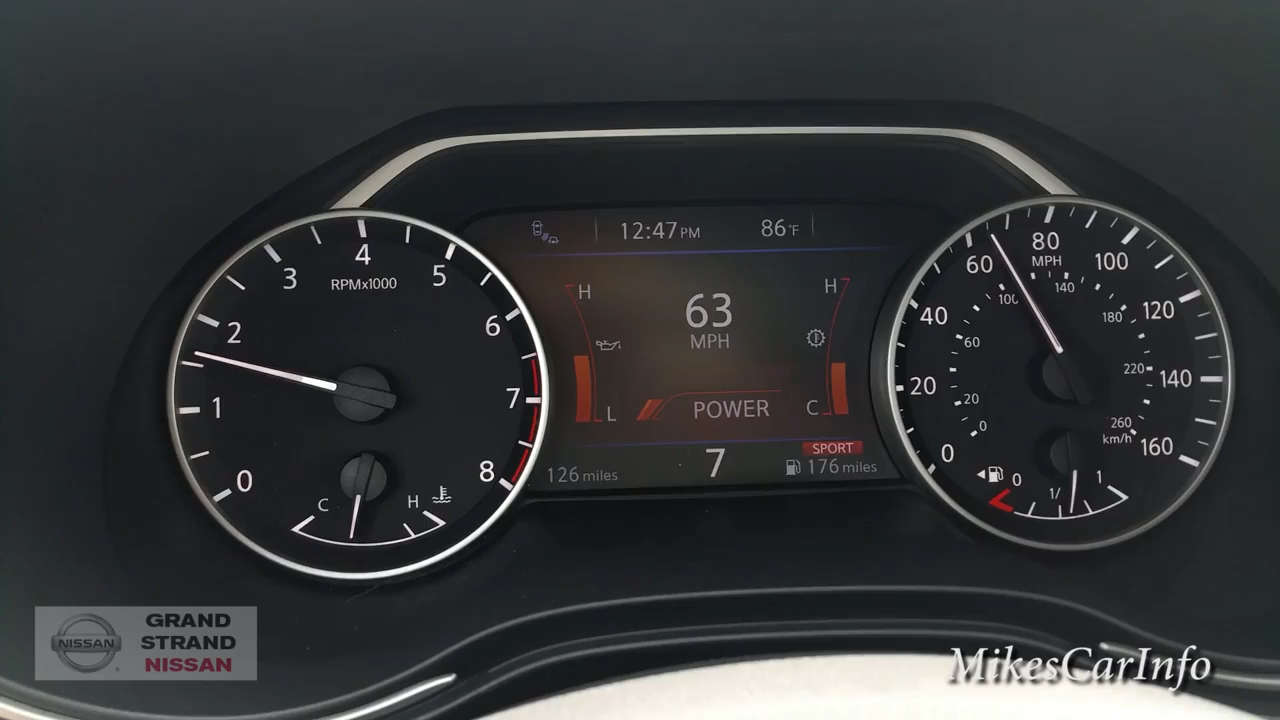 12:47 PM 86°F
4
3
5
RPMx1000
2
6
1
7
0
8
C H
H
H
63
MPH
L
C
POWER
SPORT
126 miles
7
176 miles
80
MPH
60
100
40
120
20
140
0
160
100
140
180
60
220
20
260
0
km/h
0 1/ 1
NISSAN
GRAND
STRAND
NISSAN
MikesCarInfo